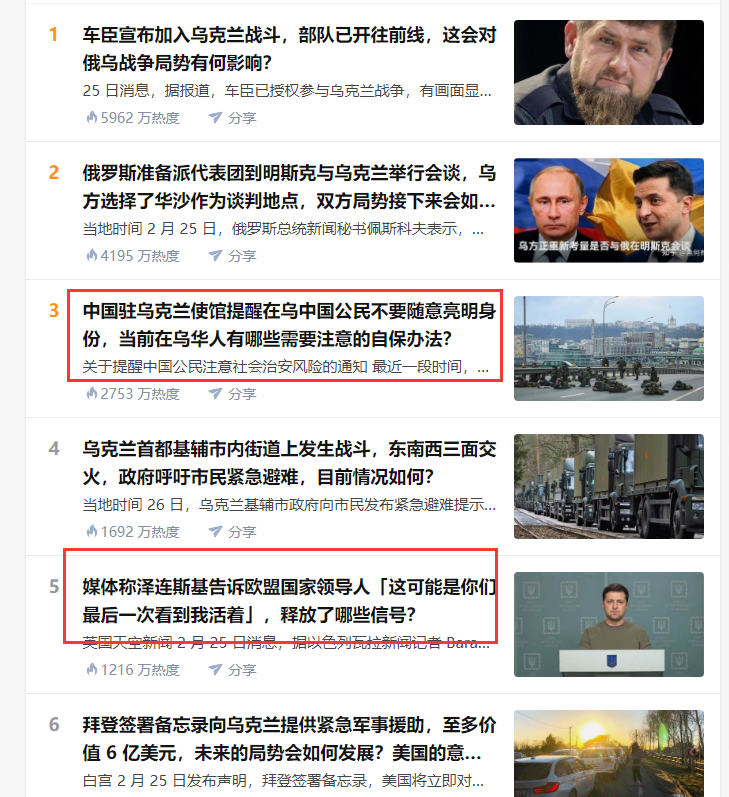 1
车臣宣布加入乌克兰战斗，部队已开往前线，这会对
俄乌战争局势有何影响？
25 日消息，据报道，车臣已授权参与乌克兰战争，有画面显...
5962 万热度 分享
2
俄罗斯准备派代表团到明斯克与乌克兰举行会谈，乌
方选择了华沙作为谈判地点，双方局势接下来会如...
当地时间 2 月 25 日，俄罗斯总统新闻秘书佩斯科夫表示，...
4195 万热度 分享
乌方正重新考量是否与俄在明斯克会谈
3
中国驻乌克兰使馆提醒在乌中国公民不要随意亮明身
份，当前在乌华人有哪些需要注意的自保办法？
关于提醒中国公民注意社会治安风险的通知 最近一段时间，...
2753 万热度 分享
4
乌克兰首都基辅市内街道上发生战斗，东南西三面交
火，政府呼吁市民紧急避难，目前情况如何？
当地时间 26 日，乌克兰基辅市政府向市民发布紧急避难提示...
1692 万热度 分享
5
媒体称泽连斯基告诉欧盟国家领导人「这可能是你们
最后一次看到我活着」，释放了哪些信号？
英国天空新闻 2 月 25 日消息，据以色列瓦拉新闻记者 Bara...
1216 万热度 分享
6
拜登签署备忘录向乌克兰提供紧急军事援助，至多价
值 6 亿美元，未来的局势会如何发展？美国的意...
白宫 2 月 25 日发布声明，拜登签署备忘录，美国将立即对...